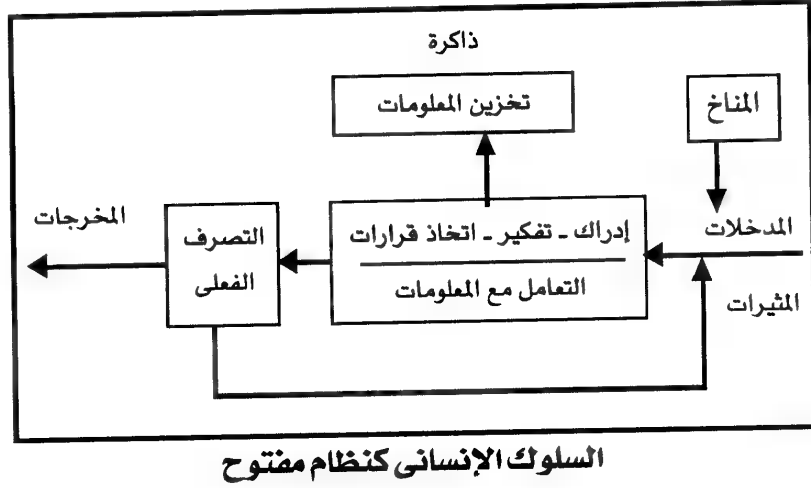 ذاكرة
تخزين المعلومات
المناخ
المدخلات
المثيرات
إدراك ـ تفكير ـ اتخاذ قرارات
التعامل مع المعلومات
التصرف
الفعلى
المخرجات
السلوك الإنسانى كنظام مفتوح